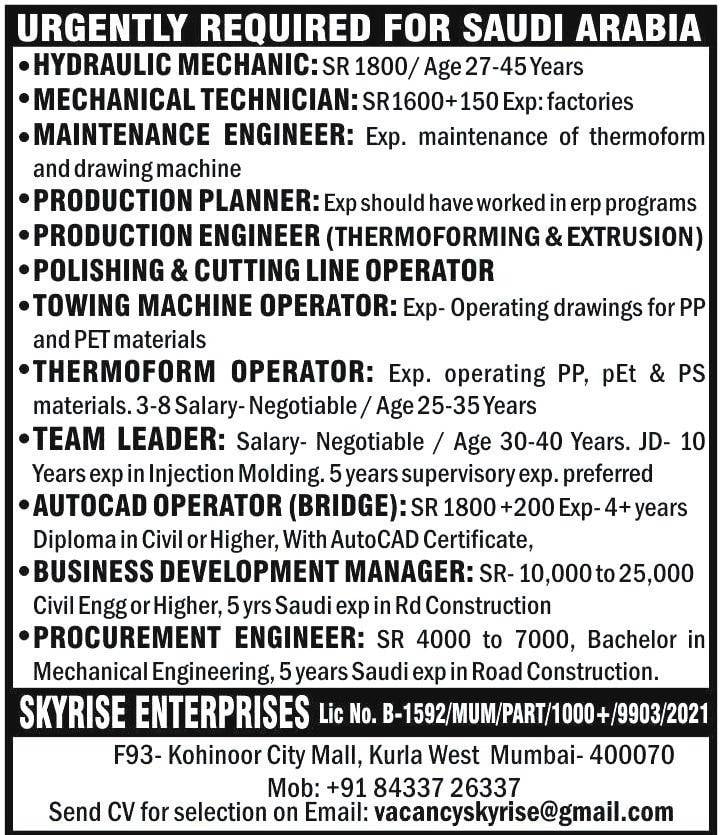 URGENTLY REQUIRED FOR SAUDI ARABIA
•HYDRAULIC MECHANIC: SR 1800/ Age 27-45 Years
•MECHANICAL TECHNICIAN: SR1600+150 Exp: factories
•MAINTENANCE ENGINEER: Exp. maintenance of thermoform
and drawing machine
•PRODUCTION PLANNER: Exp should have worked in erp programs
•PRODUCTION ENGINEER (THERMOFORMING & EXTRUSION)
•POLISHING & CUTTING LINE OPERATOR
•TOWING MACHINE OPERATOR: Exp- Operating drawings for PP
and PET materials
•THERMOFORM OPERATOR: Exp. operating PP, pEt & PS
materials. 3-8 Salary- Negotiable / Age 25-35 Years
•TEAM LEADER: Salary- Negotiable / Age 30-40 Years. JD- 10
Years exp in Injection Molding. 5 years supervisory exp. preferred
•AUTOCAD OPERATOR (BRIDGE): SR 1800 +200 Exp- 4+ years
Diploma in Civil or Higher, With AutoCAD Certificate,
•BUSINESS DEVELOPMENT MANAGER: SR- 10,000 to 25,000
Civil Engg or Higher, 5 yrs Saudi exp in Rd Construction
•PROCUREMENT ENGINEER: SR 4000 to 7000, Bachelor in
Mechanical Engineering, 5 years Saudi exp in Road Construction.
SKYRISE ENTERPRISES Lic No. B-1592/MUM/PART/1000+/9903/2021
F93- Kohinoor City Mall, Kurla West Mumbai- 400070
Mob: +91 84337 26337
Send CV for selection on Email: vacancyskyrise@gmail.com